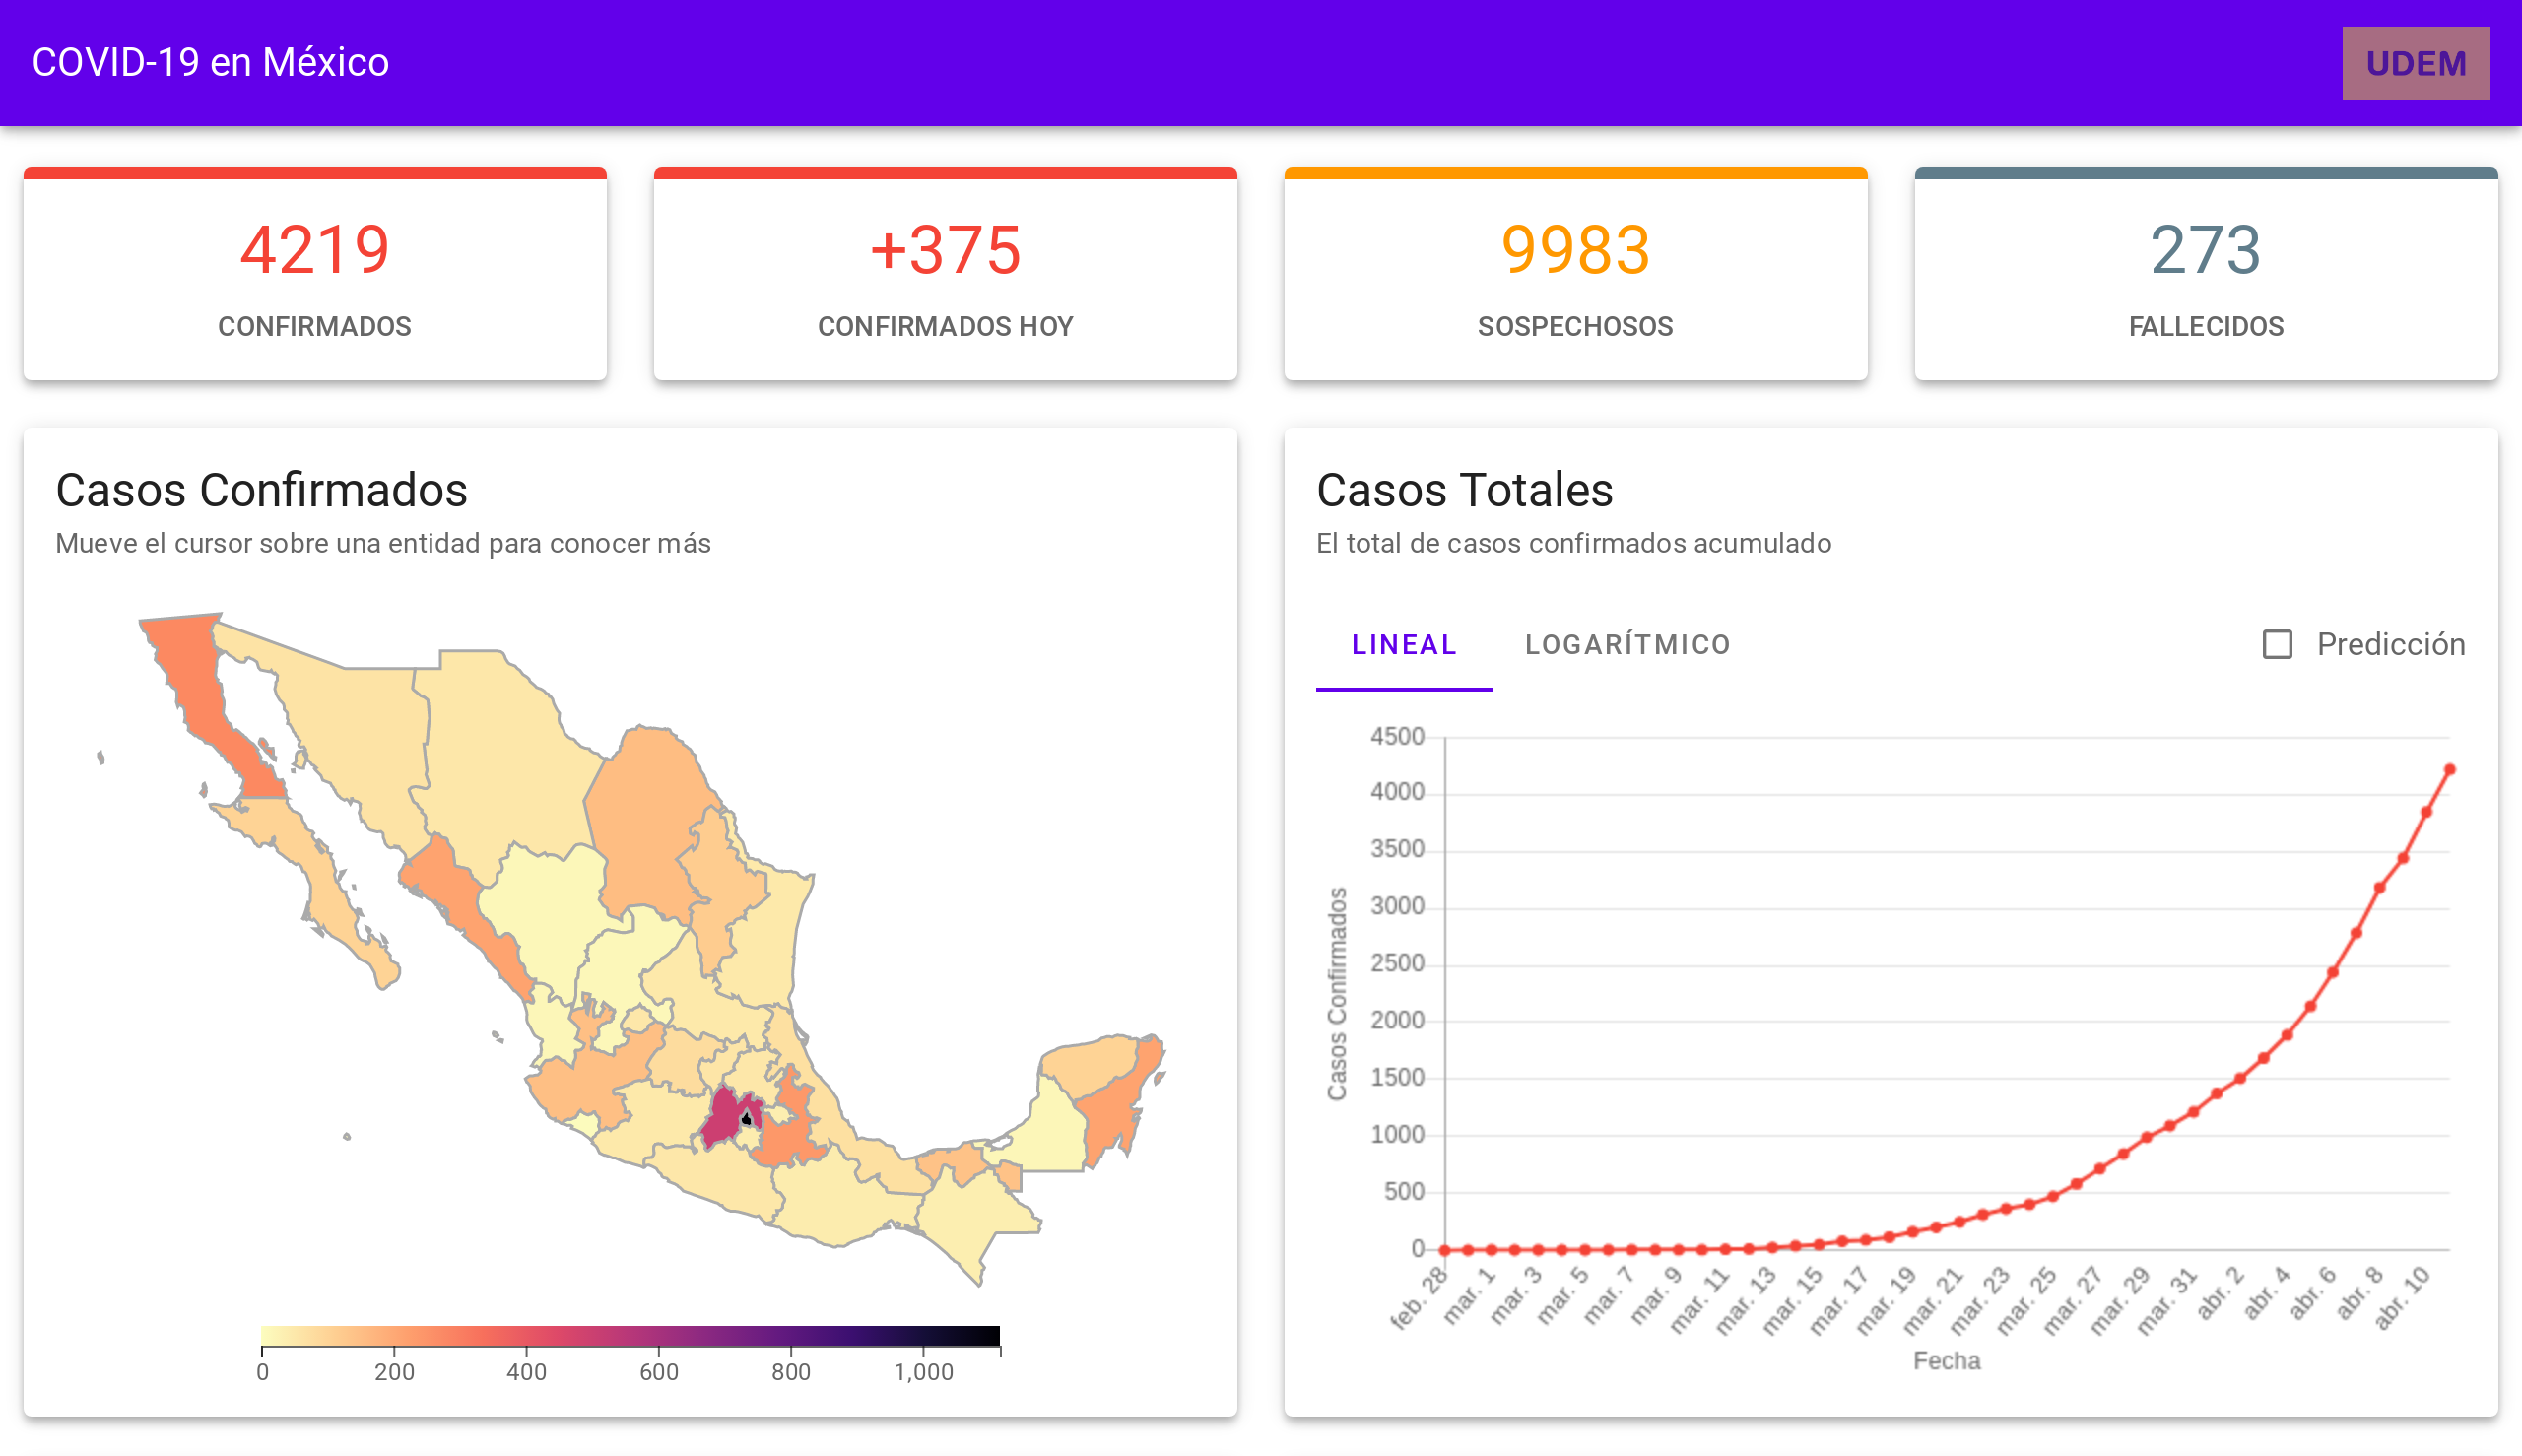 COVID-19 en México
UDEM
4219
CONFIRMADOS
+375
CONFIRMADOS HOY
9983
SOSPECHOSOS
273
FALLECIDOS
Casos Confirmados
Mueve el cursor sobre una entidad para conocer más
0 200 400 600 800 1,000
Casos Totales
El total de casos confirmados acumulado
LINEAL LOGARÍTMICO Predicción
Casos Confirmados
4500
4000
3500
3000
2500
2000
1500
1000
500
0
feb. 28 mar. 1 mar. 3 mar. 5 mar. 7 mar. 9 mar. 11 mar. 13 mar. 15 mar. 17 mar. 19 mar. 21 mar. 23 mar. 25 mar. 27 mar. 29 mar. 31 abr. 2 abr. 4 abr. 6 abr. 8 abr. 10
Fecha